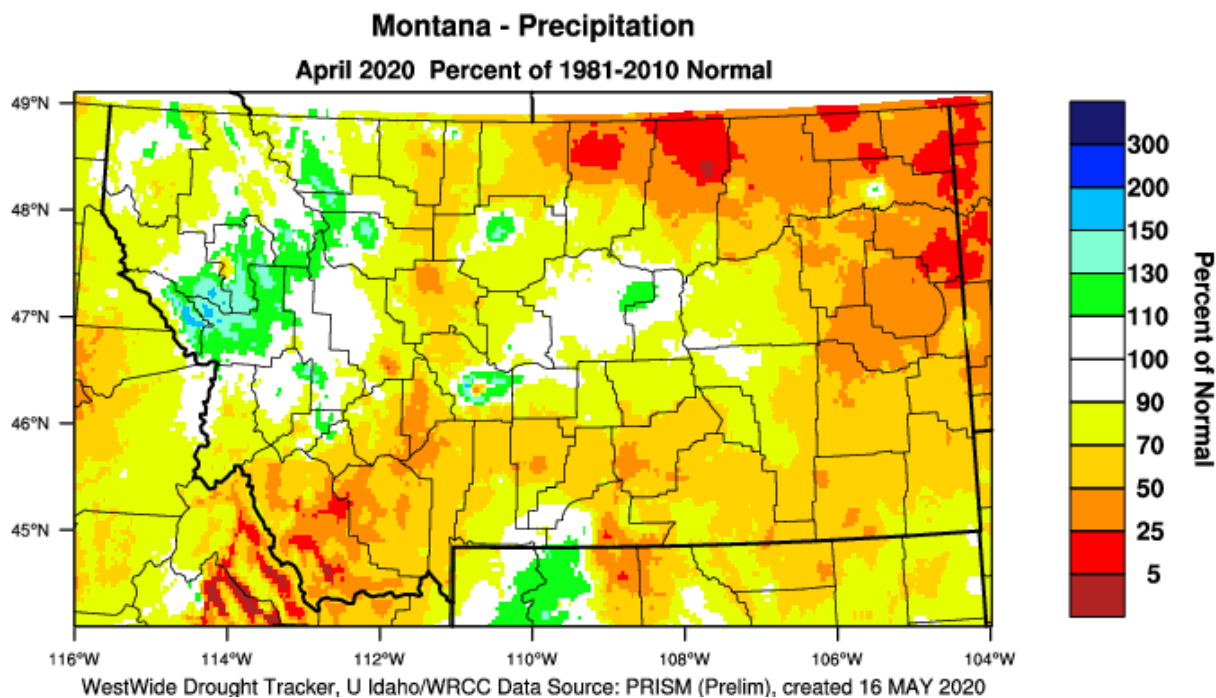 Montana - Precipitation
April 2020 Percent of 1981-2010 Normal
49°N
48°N
47°N
46°N
45°N
116°W 114°W 112°W 110°W 108°W 106°W 104°W
300
200
150
130
110
100
90
70
50
25
5
Percent of Normal
WestWide Drought Tracker, U Idaho/WRCC Data Source: PRISM (Prelim), created 16 MAY 2020